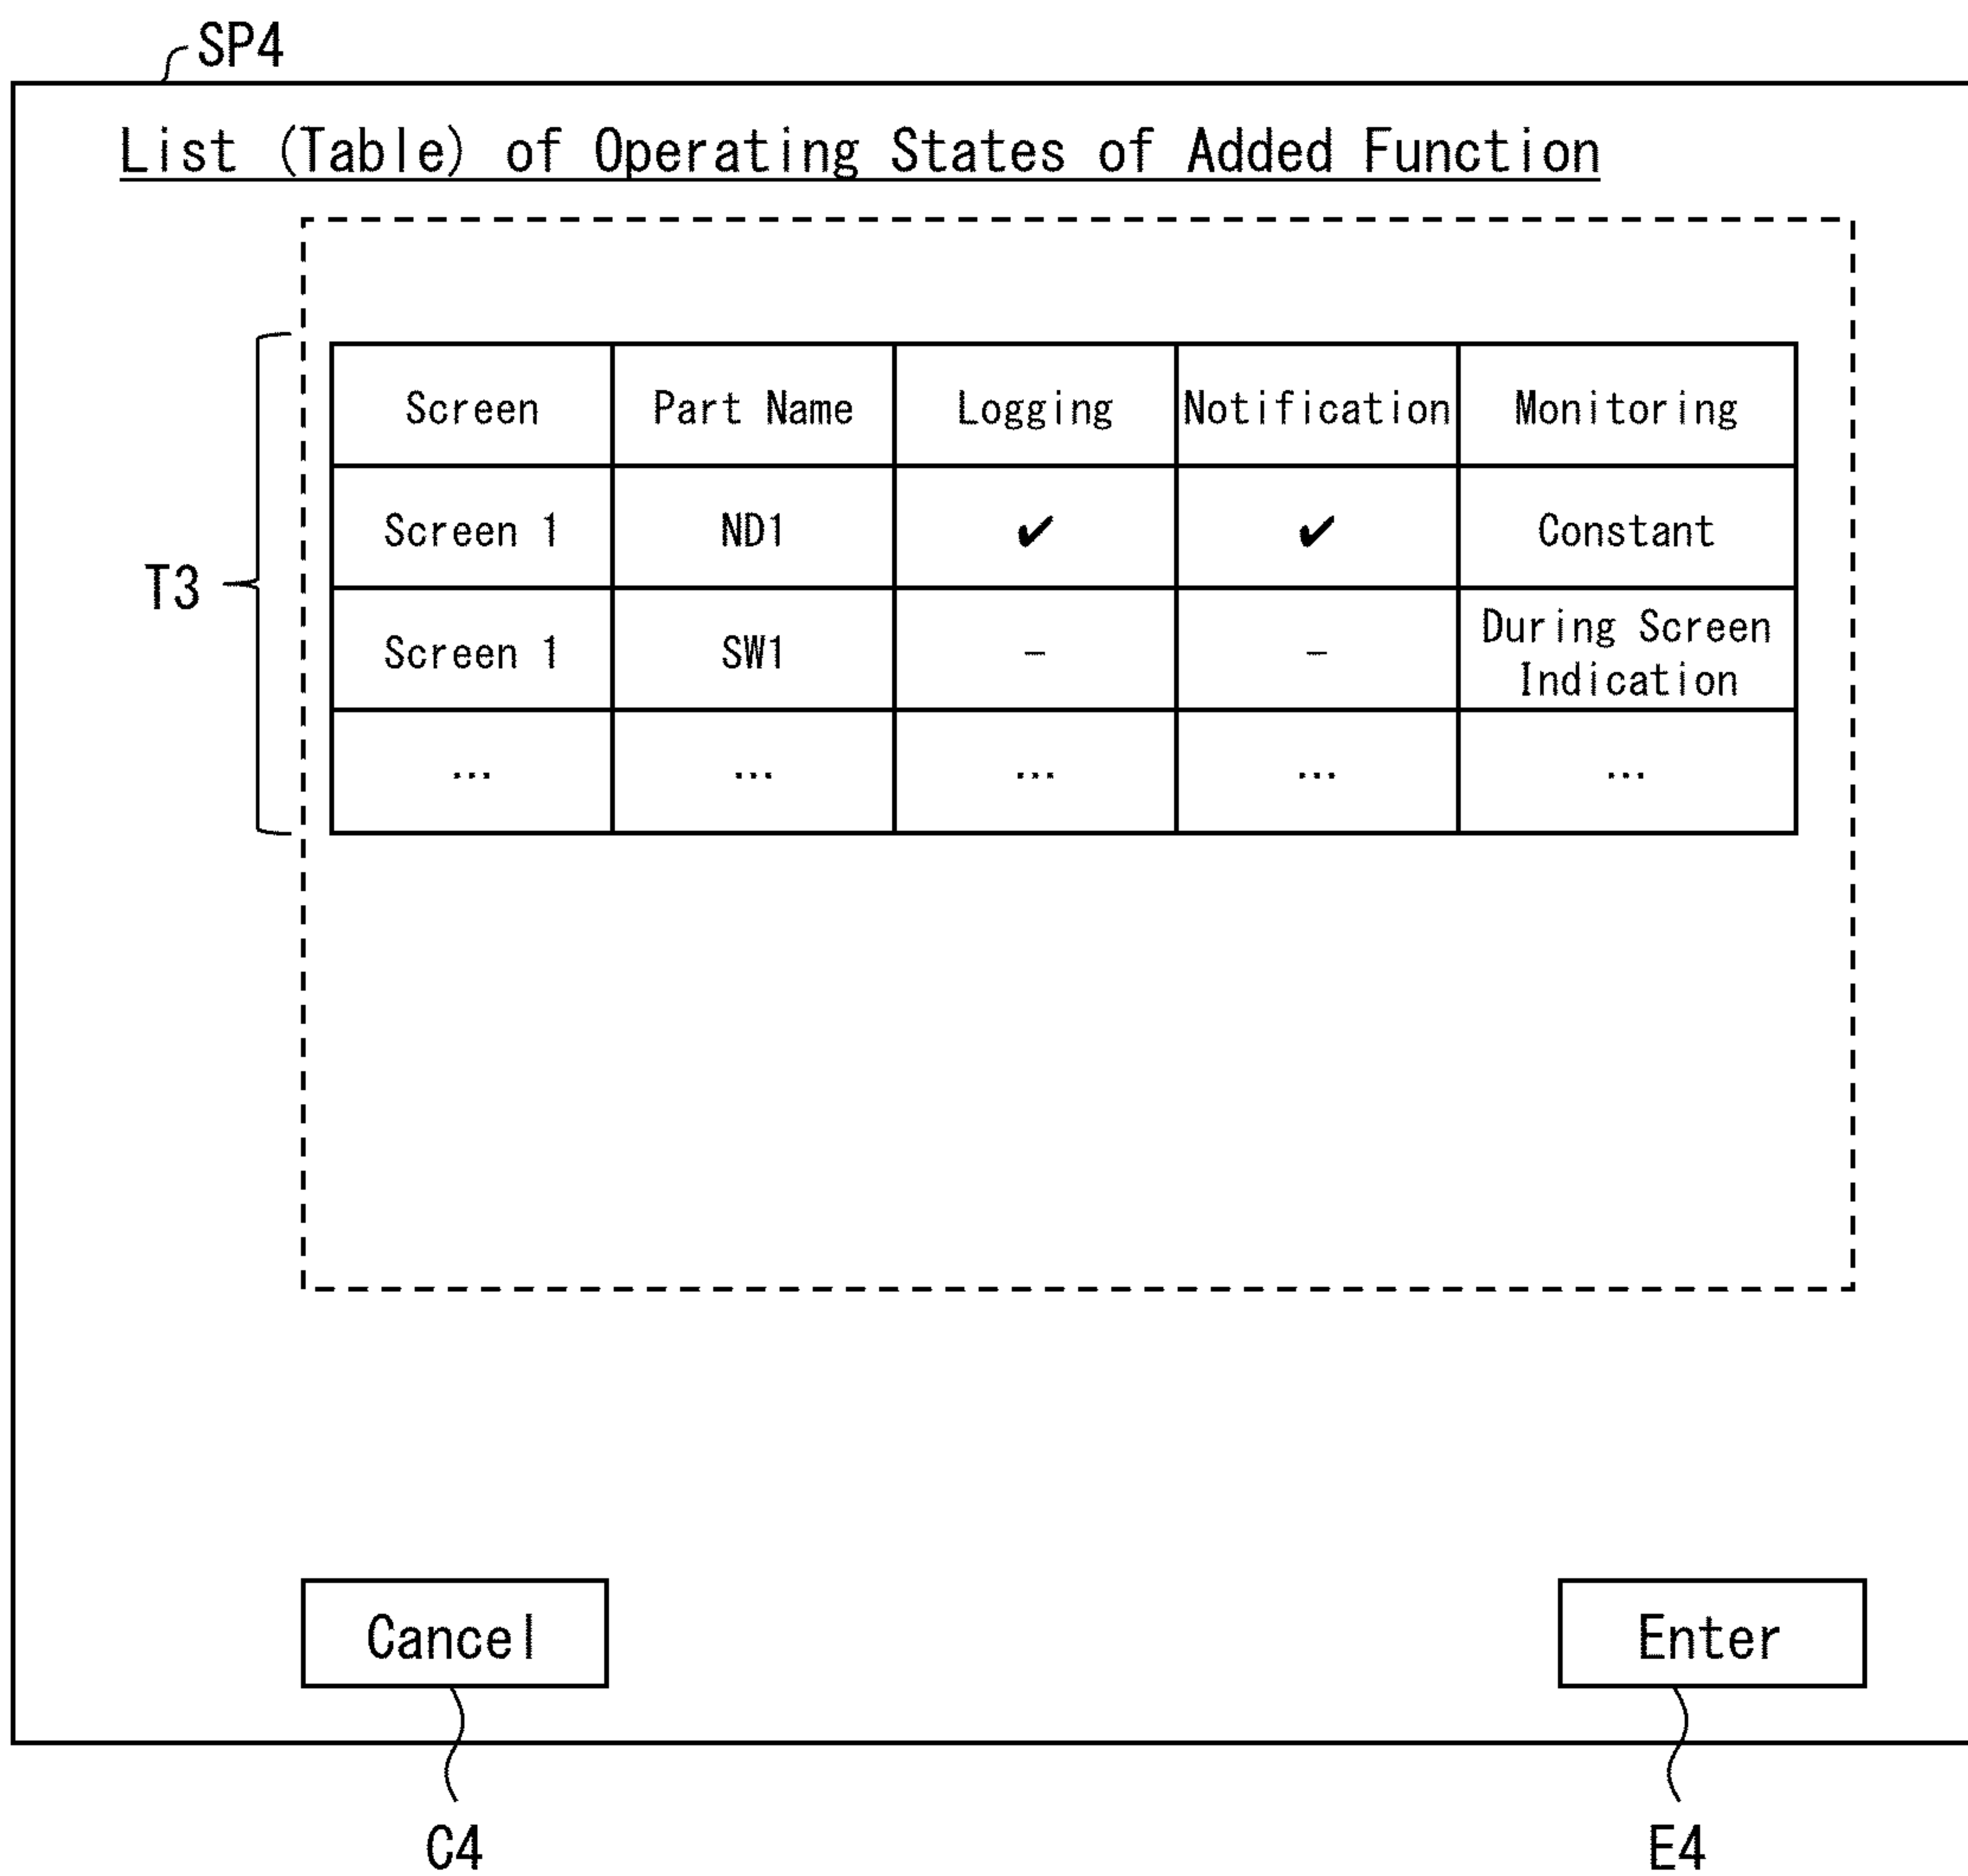 SP4
List (Table) of Operating States of Added Function
Screen Part Name Logging Notification Monitoring
Screen 1 ND1 ✔ ✔ Constant
T3
Screen 1 SW1 – – During Screen
Indication
... ... ... ... ...
Cancel Enter
C4 E4